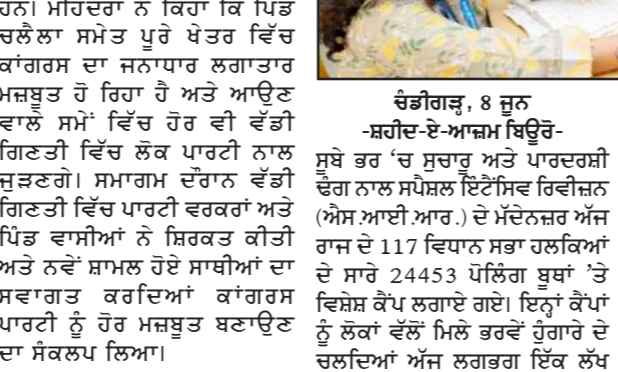 ਹਨ। ਮਹਿੰਦਰਾ ਨੇ ਕਿਹਾ ਕਿ ਪਿੰਡ
ਚਲੈਲਾ ਸਮੇਤ ਪੂਰੇ ਖੇਤਰ ਵਿੱਚ
ਕਾਂਗਰਸ ਦਾ ਜਨਾਧਾਰ ਲਗਾਤਾਰ
ਮਜ਼ਬੂਤ ਹੋ ਰਿਹਾ ਹੈ ਅਤੇ ਆਉਣ
ਵਾਲੇ ਸਮੇਂ ਵਿੱਚ ਹੋਰ ਵੀ ਵੱਡੀ
ਗਿਣਤੀ ਵਿੱਚ ਲੋਕ ਪਾਰਟੀ ਨਾਲ
ਜੁੜਣਗੇ। ਸਮਾਗਮ ਦੌਰਾਨ ਵੱਡੀ
ਗਿਣਤੀ ਵਿੱਚ ਪਾਰਟੀ ਵਰਕਰਾਂ ਅਤੇ
ਪਿੰਡ ਵਾਸੀਆਂ ਨੇ ਸ਼ਿਰਕਤ ਕੀਤੀ
ਅਤੇ ਨਵੇਂ ਸ਼ਾਮਲ ਹੋਏ ਸਾਥੀਆਂ ਦਾ
ਸਵਾਗਤ ਕਰਦਿਆਂ ਕਾਂਗਰਸ
ਪਾਰਟੀ ਨੂੰ ਹੋਰ ਮਜ਼ਬੂਤ ਬਣਾਉਣ
ਦਾ ਸੰਕਲਪ ਲਿਆ।
ਚੰਡੀਗੜ੍ਹ, 8 ਜੂਨ
-ਸ਼ਹੀਦ-ਏ-ਆਜ਼ਮ ਬਿਊਰੋ-
ਸੂਬੇ ਭਰ ‘ਚ ਸੁਚਾਰੂ ਅਤੇ ਪਾਰਦਰਸ਼ੀ
ਢੰਗ ਨਾਲ ਸਪੈਸ਼ਲ ਇੰਟੈਂਸਿਵ ਰਿਵੀਜ਼ਨ
(ਐਸ.ਆਈ.ਆਰ.) ਦੇ ਮੱਦੇਨਜ਼ਰ ਅੱਜ
ਰਾਜ ਦੇ 117 ਵਿਧਾਨ ਸਭਾ ਹਲਕਿਆਂ
ਦੇ ਸਾਰੇ 24453 ਪੋਲਿੰਗ ਬੂਥਾਂ ’ਤੇ
ਵਿਸ਼ੇਸ਼ ਕੈਂਪ ਲਗਾਏ ਗਏ। ਇਨ੍ਹਾਂ ਕੈਂਪਾਂ
ਨੂੰ ਲੋਕਾਂ ਵੱਲੋਂ ਮਿਲੇ ਭਰਵੇਂ ਹੁੰਗਾਰੇ ਦੇ
ਚਲਦਿਆਂ ਅੱਜ ਲਗਭਗ ਇੱਕ ਲੱਖ